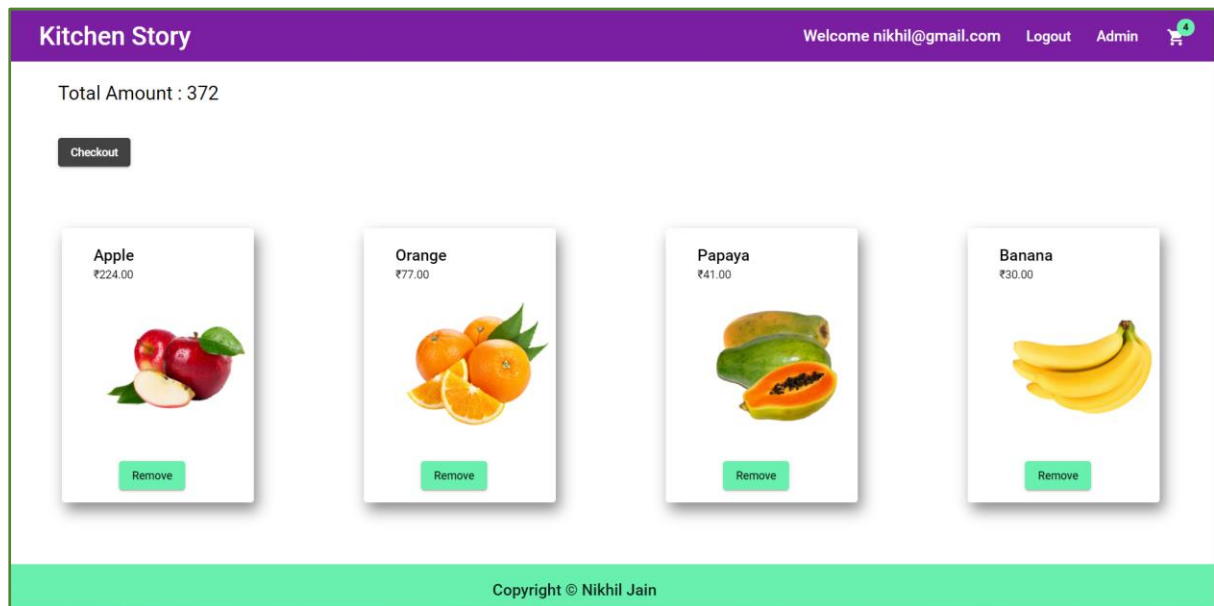 Kitchen Story
Welcome nikhil@gmail.com Logout Admin 4
Total Amount : 372
Checkout
Apple
₹224.00
Remove
Orange
₹77.00
Remove
Papaya
₹41.00
Remove
Banana
₹30.00
Remove
Copyright © Nikhil Jain